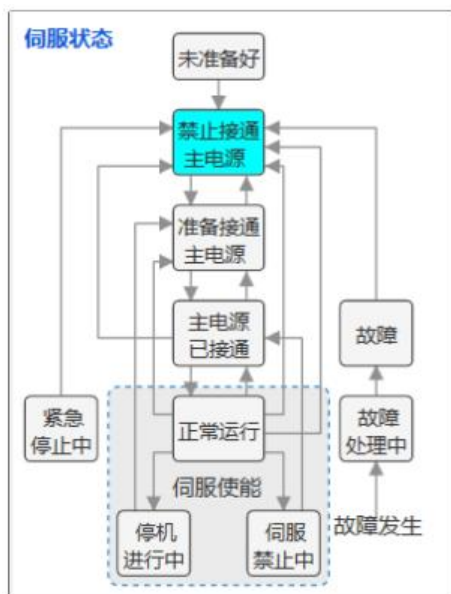 伺服状态
未准备好
禁止接通
主电源
准备接通
主电源
主电源
已接通
故障
紧急
停止中
正常运行
故障
处理中
伺服使能
停机
进行中
伺服
禁止中
故障发生